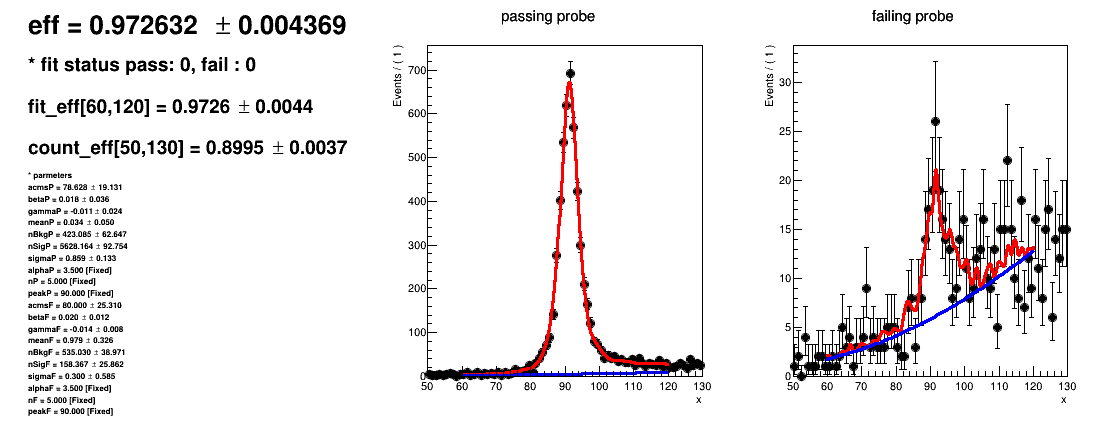 eff = 0.972632 ± 0.004369
* fit status pass: 0, fail : 0
fit_eff[60,120] = 0.9726 ± 0.0044
count_eff[50,130] = 0.8995 ± 0.0037
* parmeters
acmsP = 78.628 ± 19.131
betaP = 0.018 ± 0.036
gammaP = -0.011 ± 0.024
meanP = 0.034 ± 0.050
nBkgP = 423.085 ± 62.647
nSigP = 5628.164 ± 92.754
sigmaP = 0.859 ± 0.133
alphaP = 3.500 [Fixed]
nP = 5.000 [Fixed]
peakP = 90.000 [Fixed]
acmsF = 80.000 ± 25.310
betaF = 0.020 ± 0.012
gammaF = -0.014 ± 0.008
meanF = 0.979 ± 0.326
nBkgF = 535.030 ± 38.971
nSigF = 158.367 ± 25.862
sigmaF = 0.300 ± 0.585
alphaF = 3.500 [Fixed]
nF = 5.000 [Fixed]
peakF = 90.000 [Fixed]
passing probe
Events / ( 1 )
700
600
500
400
300
200
100
0
50 60 70 80 90 100 110 120 130
x
failing probe
Events / ( 1 )
30
25
20
15
10
5
0
50 60 70 80 90 100 110 120 130
x